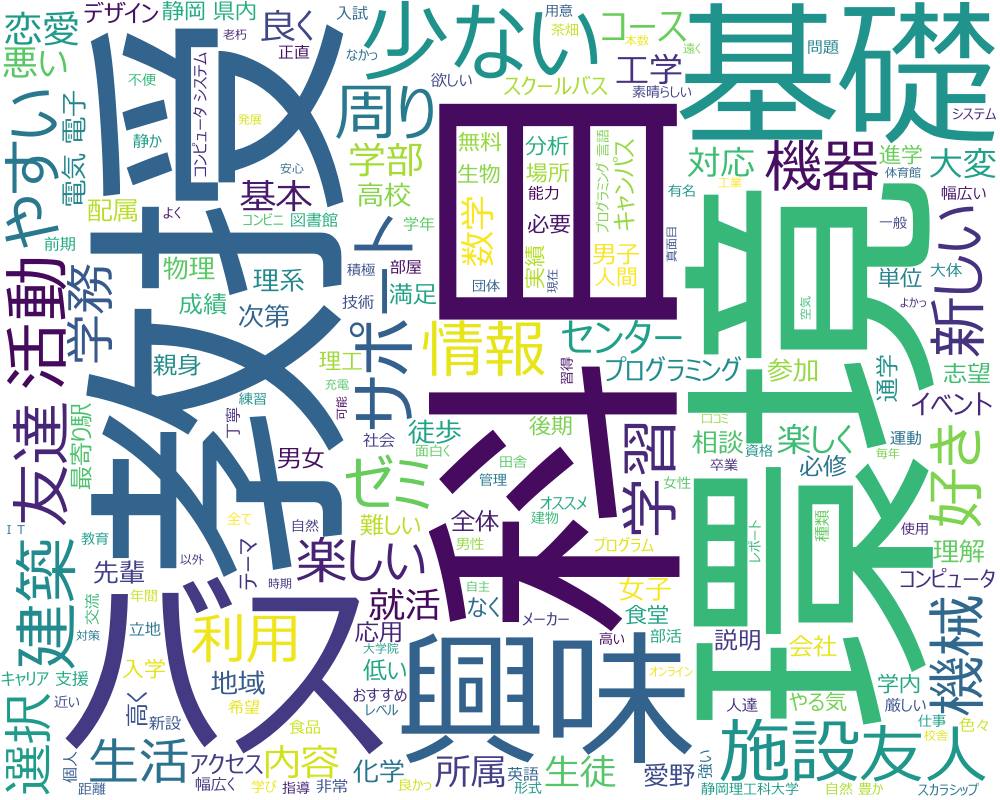 恋愛
デザイン
静岡 県内
良く
入試
少ない
用意
茶畑
コース
本数
遠く
基礎
悪い
老朽
正直
なかっ
欲しい
スクールバス
工学
問題
素晴らしい
システム
やすい
電気 電子
不便
静か
発展
コンピュータ システム
受け
周り
科目
無料
分析
プログラミング 言語
キャンパス
対応
機器
進学
体育館
大変
学部
生物
場所
有名
工業
幅広い
配属
安心
基本
高校
能力
必要
よく
コンビニ
図書館
学年
数学
実績
男子
人間
真面目
環境
一般
前期
活動
学務
物理
理系
積極
部屋
サポート
団体
現在
単位
大体
新しい
成績
次第
技術
満足
情報
センター
空気
よかっ
親身
教授
理工
習得
プログラミング
参加
通学
志望
充電
練習
可能
イベント
友達
最寄り駅
丁寧
社会
徒歩
後期
口コミ
相談
楽しく
運動
好き
男女
面白く
田舎
学習
資格
毎年
ゼミ
卒業
必修
管理
女性
ＩＴ
全て
自然
難しい
全体
オススメ
建物
レポート
種類
使用
理解
教育
建築
以外
テーマ
楽しい
男性
プログラム
先輩
時期
自主
女子
コンピュータ
交流
年間
バス
就活
なく
メーカー
食堂
対策
立地
利用
応用
興味
高い
部活
説明
会社
機械
大学院
キャリア 支援
入学
地域
低い
オンライン
学内
選択
近い
高く
新設
希望
おすすめ
レベル
人達
やる気
厳しい
仕事
色々
食品
施設
友人
校舎
個人
生活
アクセス
内容
化学
所属
英語
形式
生徒
愛野
強い
距離
幅広く
学び
指導
非常
良かっ
静岡理工科大学
自然 豊か
スカラシップ